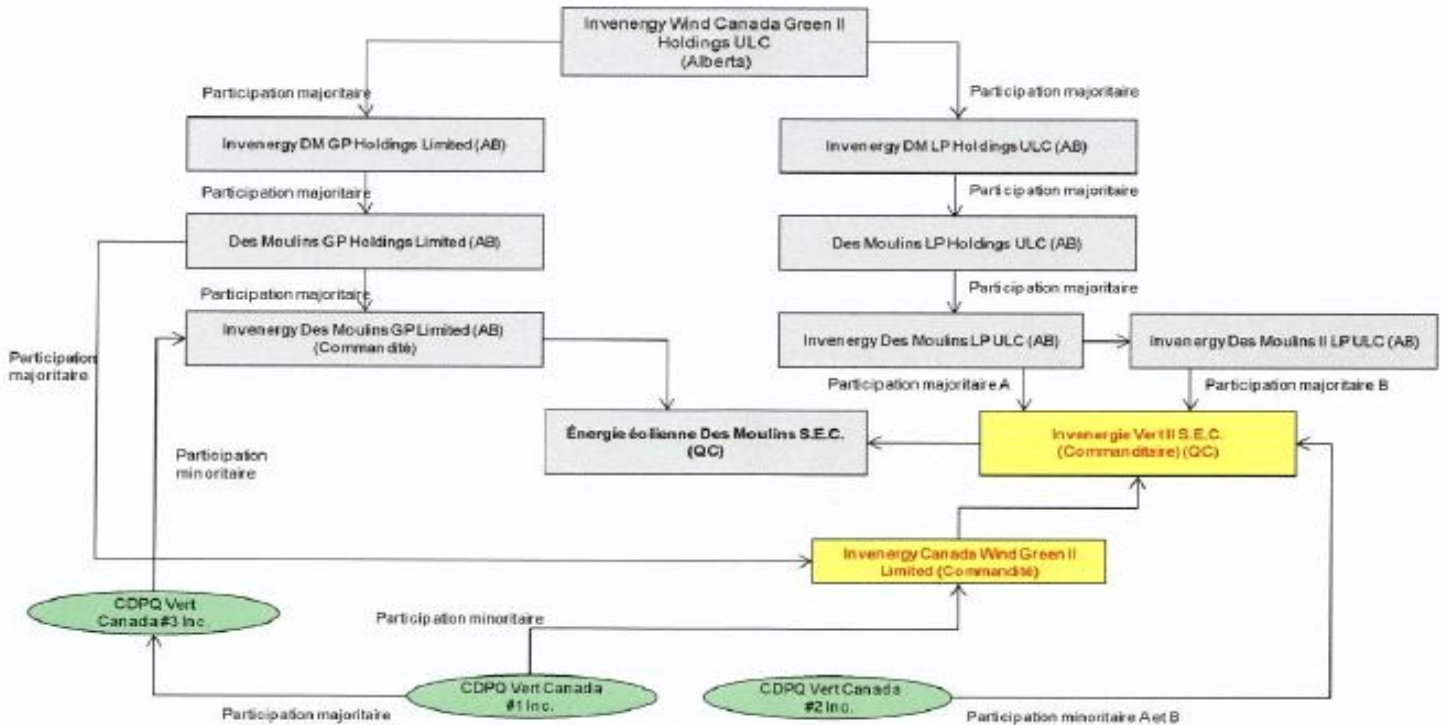 Invenergy Wind Canada Green II
Holdings ULC
(Alberta)
Participation majoritaire
Participation majoritaire
Invenergy DM GP Holdings Limited (AB)
Invenergy DM LP Holdings ULC (AB)
Participation majoritaire
Participation majoritaire
Des Moulins GP Holdings Limited (AB)
Des Moulins LP Holdings ULC (AB)
Participation majoritaire
Participation majoritaire
Invenergy Des Moulins GP Limited (AB)
(Commandité)
Invenergy Des Moulins LP ULC (AB)
Invenergy Des Moulins II LP ULC (AB)
Participation
majoritaire
Participation majoritaire A
Participation majoritaire B
Énergie éolienne Des Moulins S.E.C.
(QC)
Invenergie Vert II S.E.C.
(Commanditaire) (QC)
Participation
minoritaire
Invenergy Canada Wind Green II
Limited (Commandité)
CDPQ Vert
Canada #3 Inc.
Participation minoritaire
CDPQ Vert Canada
#1 Inc.
CDPQ Vert Canada
#2 Inc.
Participation majoritaire
Participation minoritaire A et B